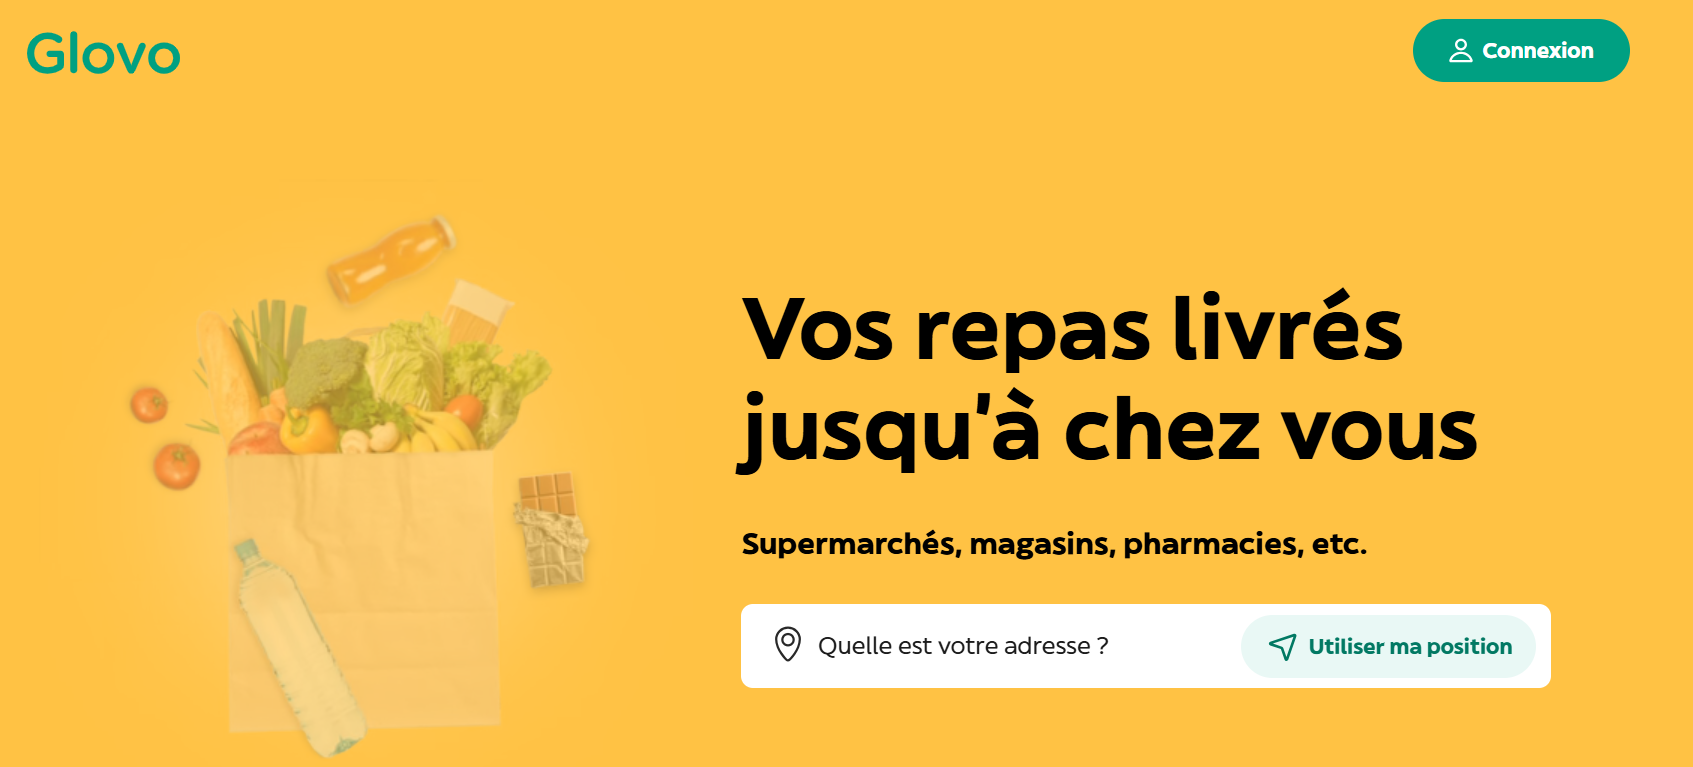 Glovo
Connexion
Vos repas livrés
jusqu'à chez vous
Supermarchés, magasins, pharmacies, etc.
Quelle est votre adresse ?
Utiliser ma position